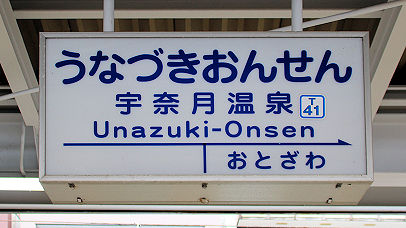 うなづきおんせん
宇奈月温泉 T 41
Unazuki-Onsen
おとざわ